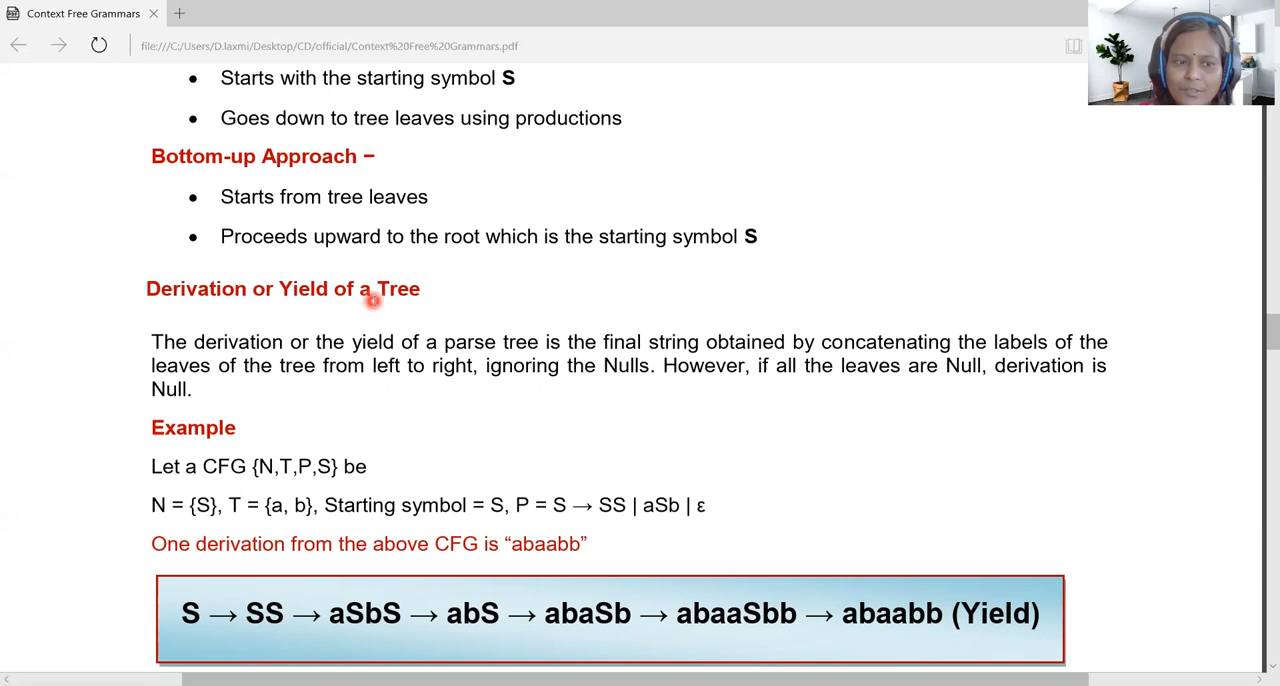 Context Free Grammars
file:///C:/Users/D.laxmi/Desktop/CD/official/Context%20Free%20Grammars.pdf
• Starts with the starting symbol S
• Goes down to tree leaves using productions
Bottom-up Approach −
• Starts from tree leaves
• Proceeds upward to the root which is the starting symbol S
Derivation or Yield of a Tree
The derivation or the yield of a parse tree is the final string obtained by concatenating the labels of the
leaves of the tree from left to right, ignoring the Nulls. However, if all the leaves are Null, derivation is
Null.
Example
Let a CFG {N,T,P,S} be
N = {S}, T = {a, b}, Starting symbol = S, P = S → SS | aSb | ε
One derivation from the above CFG is “abaabb”
S → SS → aSbS → abS → abaSb → abaaSbb → abaabb (Yield)